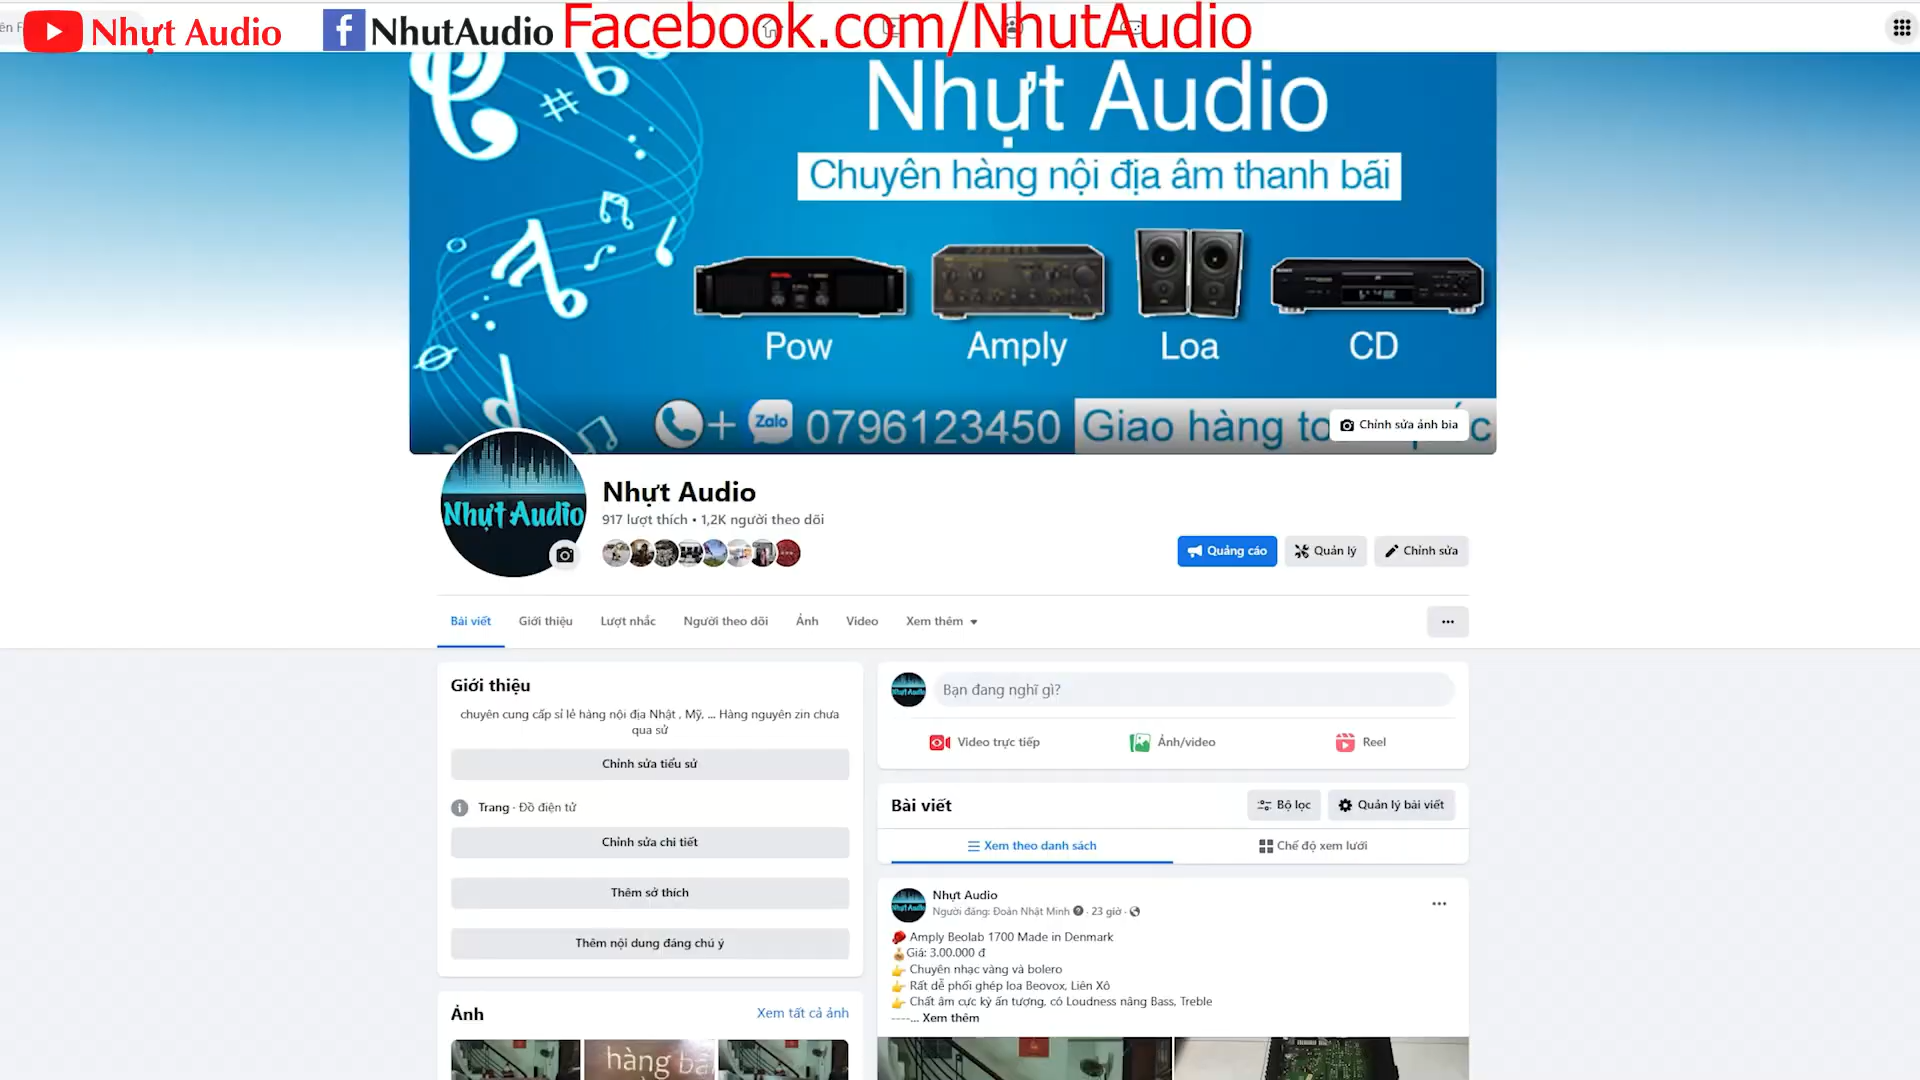 Nhựt Audio
NhutAudio
Facebook.com/NhutAudio
Nhựt Audio
Chuyên hàng nội địa âm thanh bãi
Pow
Amply
Loa
CD
+ Zalo 0796123450
Giao hàng to
Chỉnh sửa ảnh bìa
Nhựt Audio
Nhựt Audio
917 lượt thích • 1,2K người theo dõi
Quảng cáo
Quản lý
Chỉnh sửa
Bài viết
Giới thiệu
Lượt nhắc
Người theo dõi
Ảnh
Video
Xem thêm
Giới thiệu
chuyên cung cấp sỉ lẻ hàng nội địa Nhật , Mỹ, ... Hàng nguyên zin chưa
qua sử
Chỉnh sửa tiểu sử
Trang · Đồ điện tử
Chỉnh sửa chi tiết
Thêm sở thích
Thêm nội dung đáng chú ý
Ảnh
Xem tất cả ảnh
hàng bã
Bạn đang nghĩ gì?
Video trực tiếp
Ảnh/video
Reel
Bài viết
Bộ lọc
Quản lý bài viết
Xem theo danh sách
Chế độ xem lưới
Nhựt Audio
Người đăng: Đoàn Nhật Minh · 23 giờ ·
Amply Beolab 1700 Made in Denmark
Giá: 3.00.000 đ
Chuyên nhạc vàng và bolero
Rất dễ phối ghép loa Beovox, Liên Xô
Chất âm cực kỳ ấn tượng, có Loudness nâng Bass, Treble
----... Xem thêm